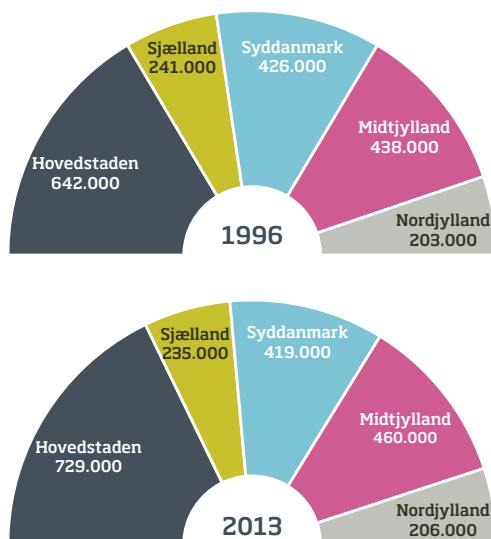 Sjælland
241.000
Syddanmark
426.000
Midtjylland
438.000
Hovedstaden
642.000
Nordjylland
203.000
1996
Sjælland
235.000
Syddanmark
419.000
Midtjylland
460.000
Hovedstaden
729.000
Nordjylland
206.000
2013